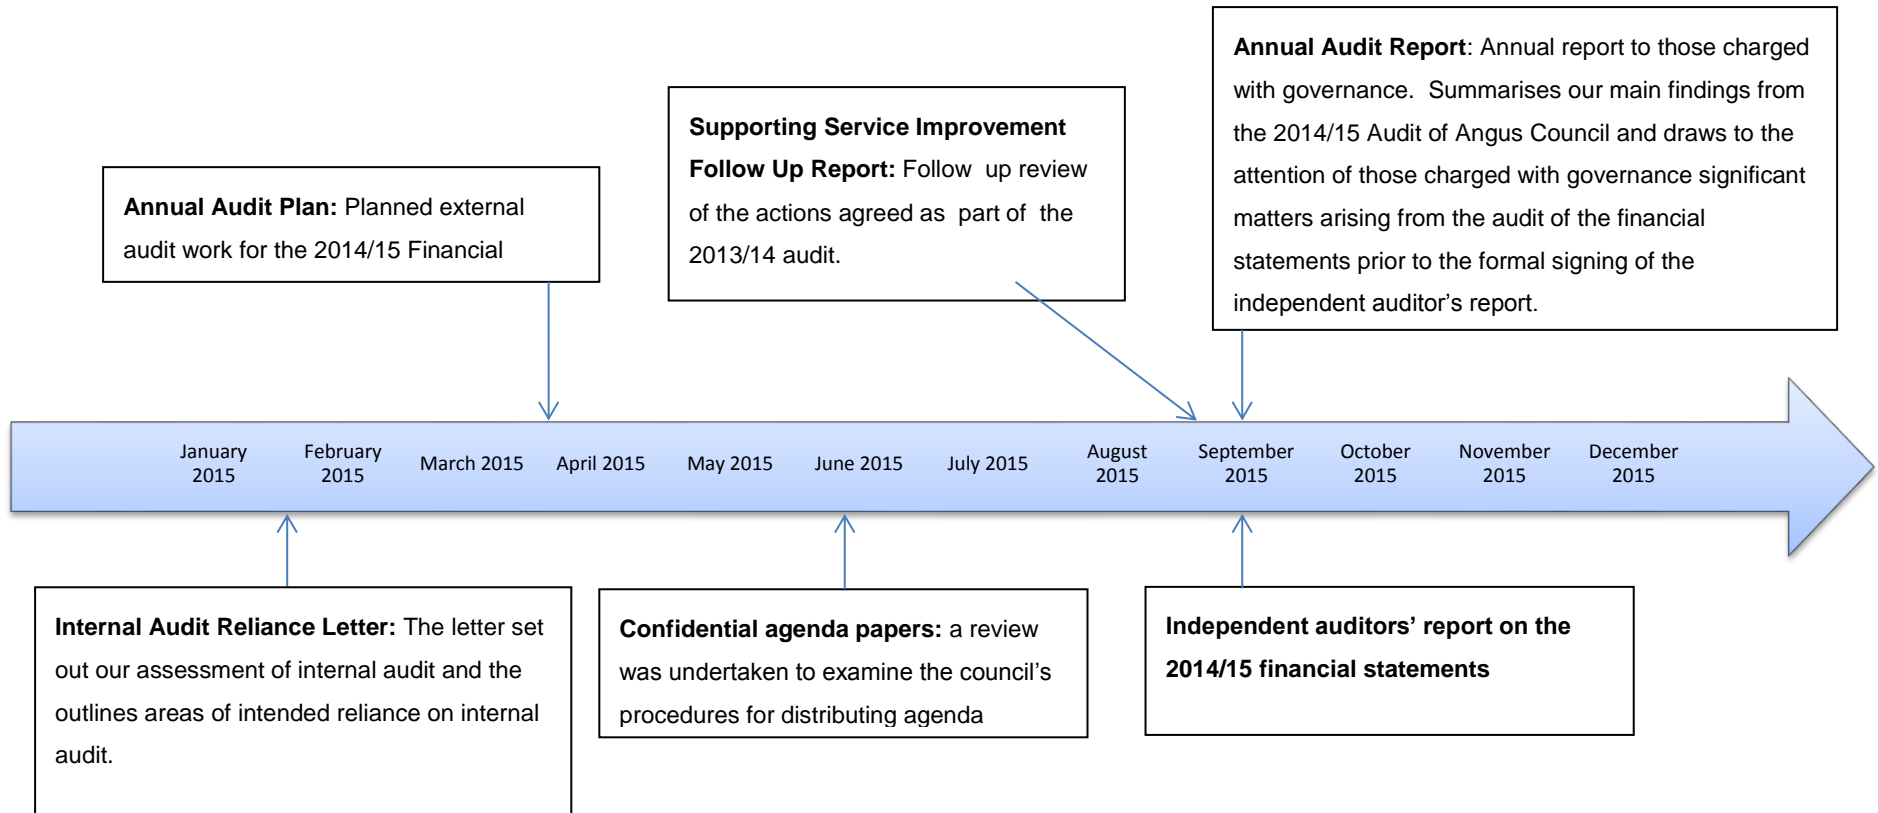 Annual Audit Report: Annual report to those charged
with governance.  Summarises our main findings from
the 2014/15 Audit of Angus Council and draws to the
attention of those charged with governance significant
matters arising from the audit of the financial
statements prior to the formal signing of the
independent auditor’s report.
Supporting Service Improvement
Follow Up Report: Follow  up review
of the actions agreed as  part of  the
2013/14 audit.
Annual Audit Plan: Planned external
audit work for the 2014/15 Financial
January
2015
February
2015
March 2015
April 2015
May 2015
June 2015
July 2015
August
2015
September
2015
October
2015
November
2015
December
2015
Internal Audit Reliance Letter: The letter set
out our assessment of internal audit and the
outlines areas of intended reliance on internal
audit.
Confidential agenda papers: a review
was undertaken to examine the council’s
procedures for distributing agenda
Independent auditors’ report on the
2014/15 financial statements